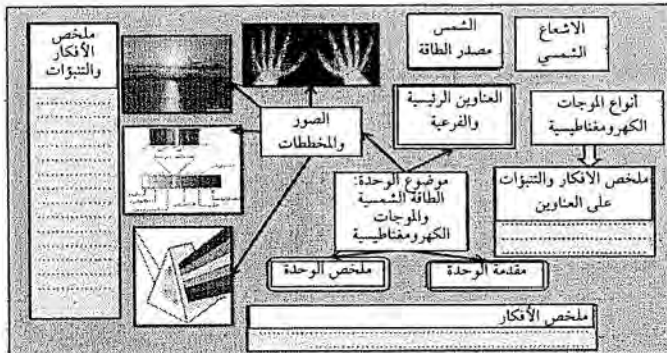 الاشعاع
الشمسي
الشمس
مصدر الطاقة
ملخص
الأفكار
والتنبؤات
أنواع الموجات
الكهرومغناطيسية
العناوين الرئيسية
والفرعية
الصور
والمخططات
ملخص الافكار والتنبؤات
على العناوين
موضوع الوحدة:
الطاقة الشمسية
والموجات
الكهرومغناطيسية
مقدمة الوحدة
ملخص الوحدة
ملخص الأفكار